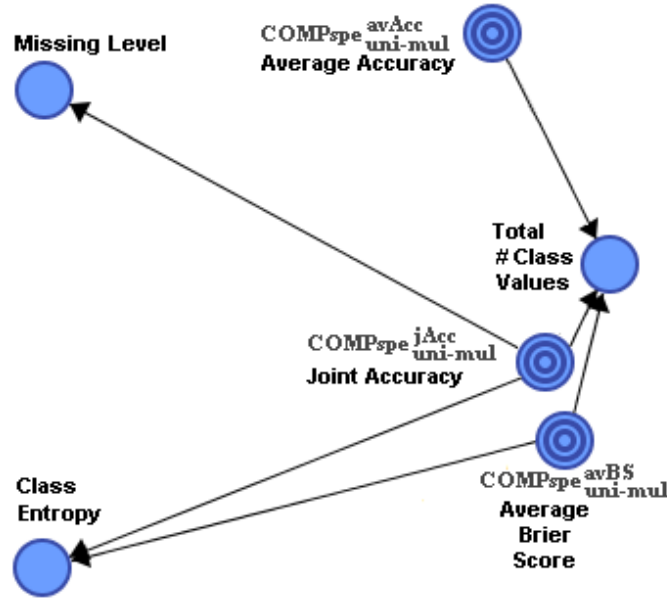 Missing Level
COMPspe avAcc uni-mul
Average Accuracy
Total
# Class
Values
COMPspe jAcc uni-mul
Joint Accuracy
COMPspe avBS uni-mul
Average
Brier
Score
Class
Entropy